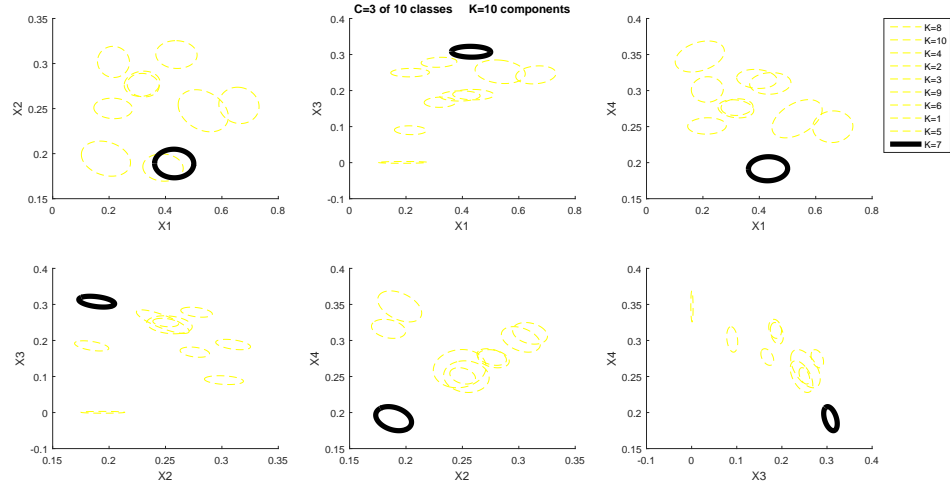 C=3 of 10 classes K=10 components
0.35
0.3
0.25
0.2
0.15
0 0.2 0.4 0.6 0.8
X2
X1
0.4
0.3
0.2
0.1
0
-0.1
0 0.2 0.4 0.6 0.8
X3
X1
0.4
0.35
0.3
0.25
0.2
0.15
0 0.2 0.4 0.6 0.8
X4
X1
K=8
K=10
K=4
K=2
K=3
K=9
K=6
K=1
K=5
K=7
0.4
0.3
0.2
0.1
0
-0.1
0.15 0.2 0.25 0.3 0.35
X3
X2
0.4
0.35
0.3
0.25
0.2
0.15
0.15 0.2 0.25 0.3 0.35
X4
X2
0.4
0.35
0.3
0.25
0.2
0.15
-0.1 0 0.1 0.2 0.3 0.4
X4
X3